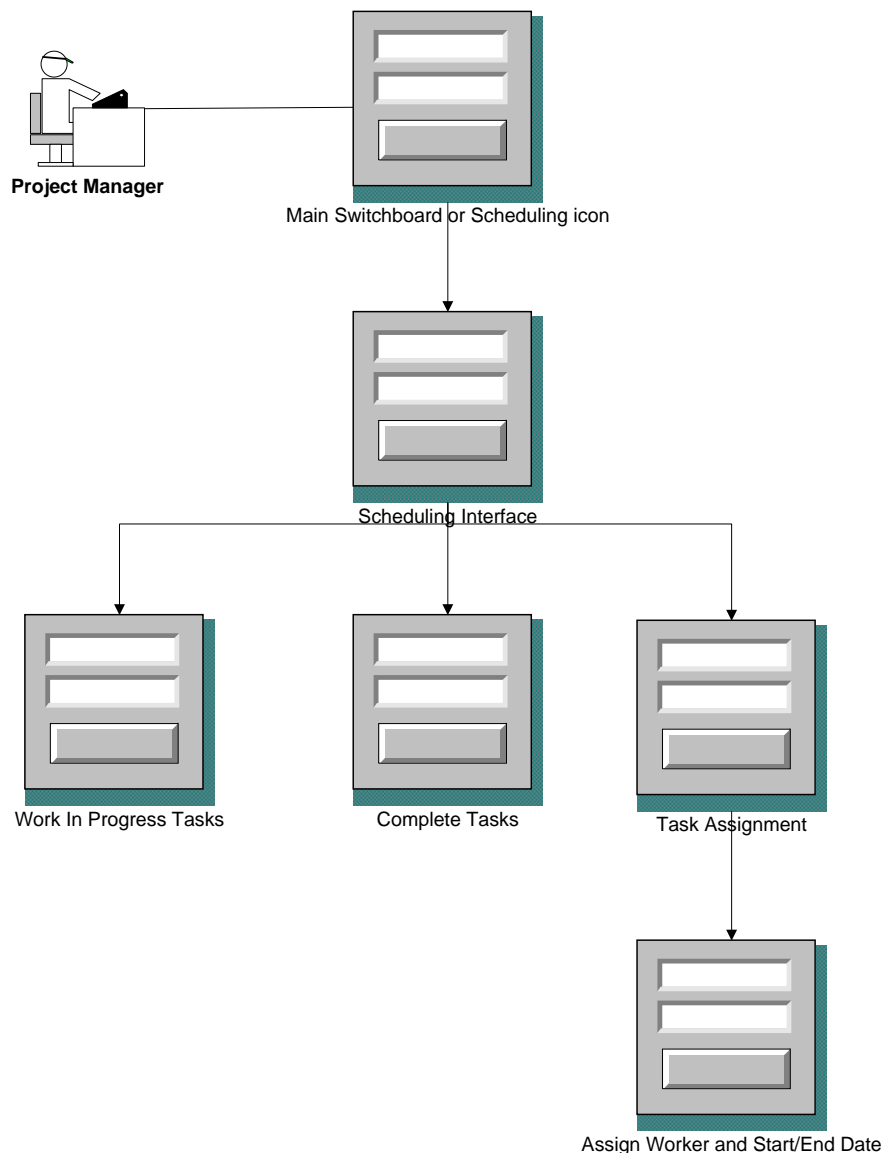 Project Manager
Main Switchboard or Scheduling icon
Scheduling Interface
Work In Progress Tasks
Complete Tasks
Task Assignment
Assign Worker and Start/End Date